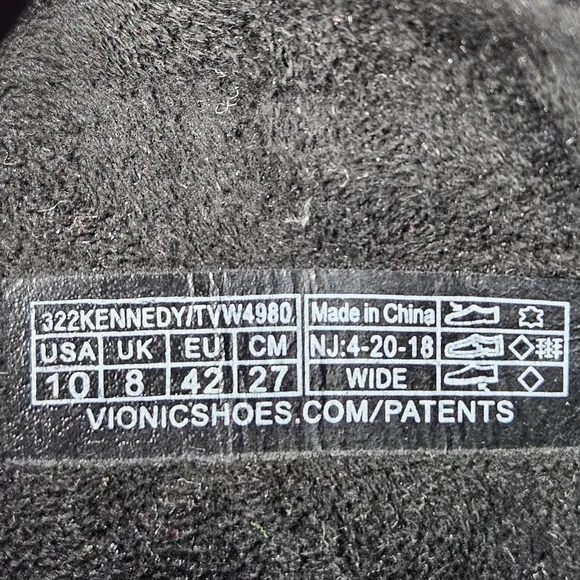 322KENNEDY/TVW4980 Made in China
USA UK EU CM NJ:4-20-18
10 8 42 27 WIDE
VIONICSHOES.COM/PATENTS